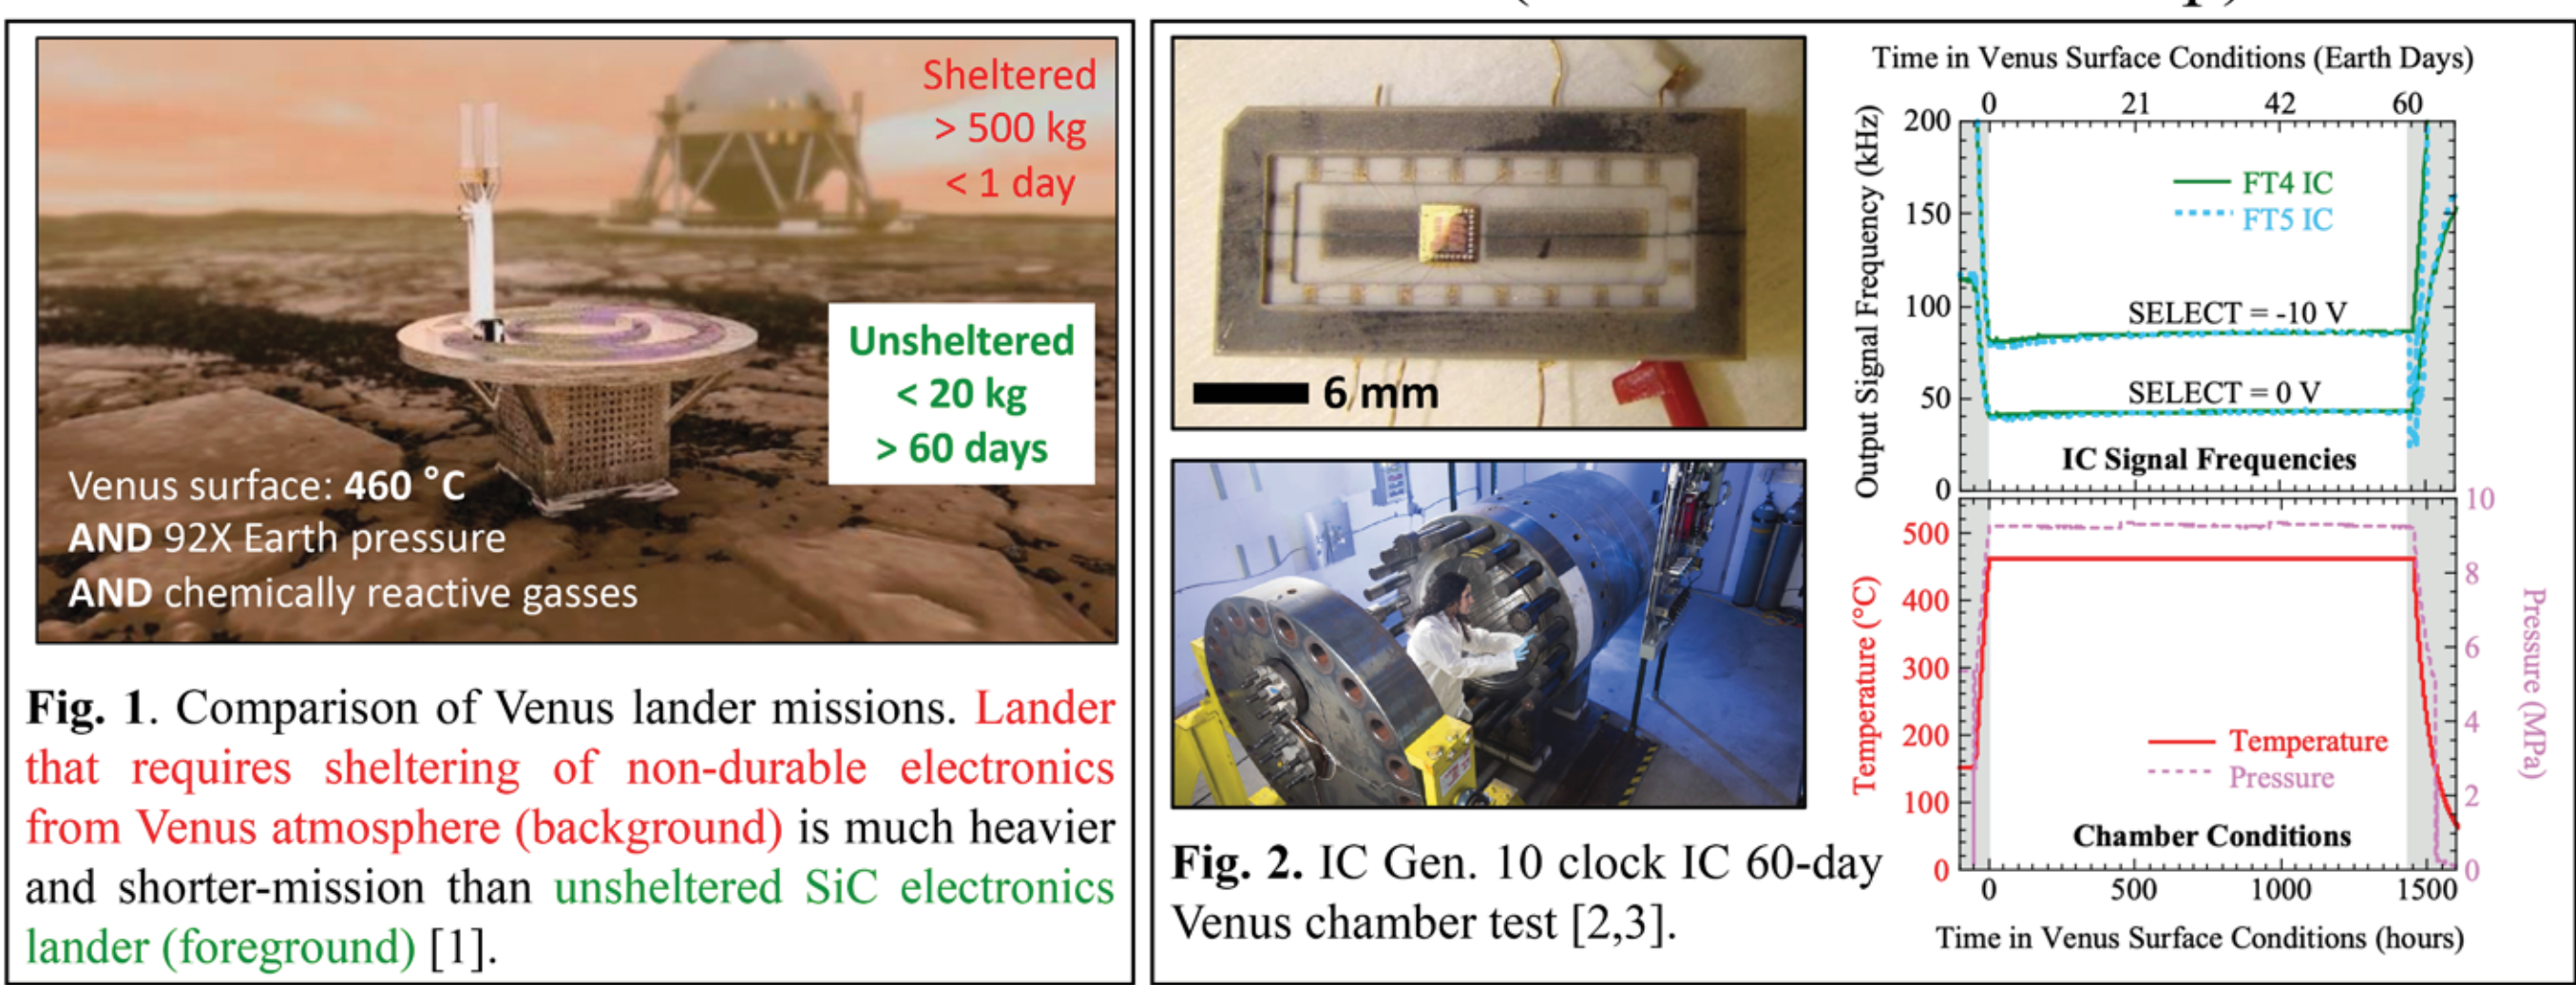 Sheltered
> 500 kg
< 1 day
Unsheltered
< 20 kg
> 60 days
Venus surface: 460 °C
AND 92X Earth pressure
AND chemically reactive gasses
Fig. 1. Comparison of Venus lander missions. Lander
that requires sheltering of non-durable electronics
from Venus atmosphere (background) is much heavier
and shorter-mission than unsheltered SiC electronics
lander (foreground) [1].
6 mm
Fig. 2. IC Gen. 10 clock IC 60-day
Venus chamber test [2,3].
Time in Venus Surface Conditions (Earth Days)
0 21 42 60
Output Signal Frequency (kHz)
200
150
100
50
0
FT4 IC
FT5 IC
SELECT = -10 V
SELECT = 0 V
IC Signal Frequencies
Temperature (°C)
500
400
300
200
100
0
Pressure (MPa)
10
8
6
4
2
0
Temperature
Pressure
Chamber Conditions
0 500 1000 1500
Time in Venus Surface Conditions (hours)